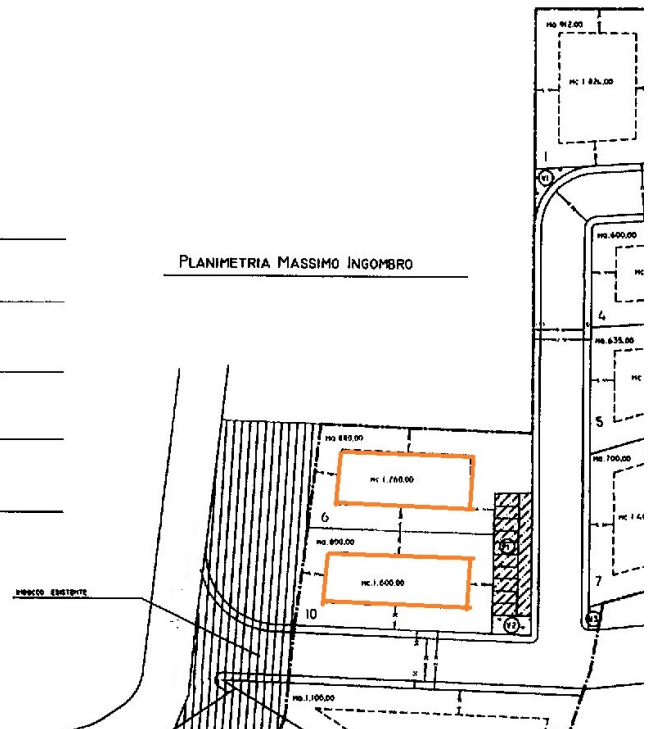 Mq. 912,00
Mc 1.824,00
1
V1
PLANIMETRIA MASSIMO INGOMBRO
Mq. 600,00
Mc
4
Mq. 635,00
Mc
5
Mq. 880,00
Mc. 1.760,00
6
Mq. 700,00
7
Mq. 800,00
Mc. 1.600,00
10
V2
V3
IMBOCCO ESISTENTE
Mq. 1.100,00